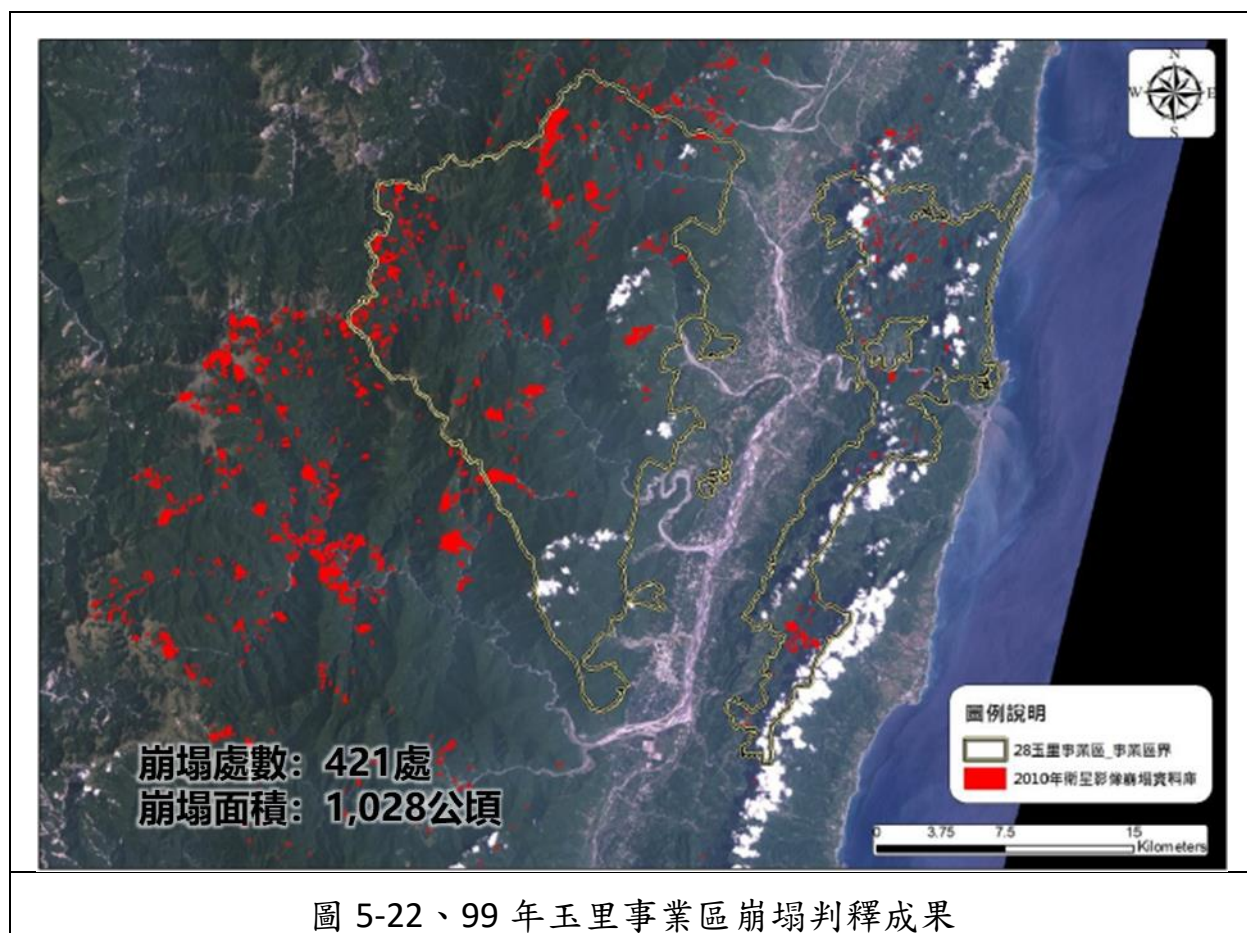 N
W E
S
崩塌處數：421處
崩塌面積：1,028公頃
圖例說明
28玉里事業區_事業區界
2010年衛星影像崩塌資料庫
0 3.75 7.5 15
Kilometers
圖 5-22、99 年玉里事業區崩塌判釋成果